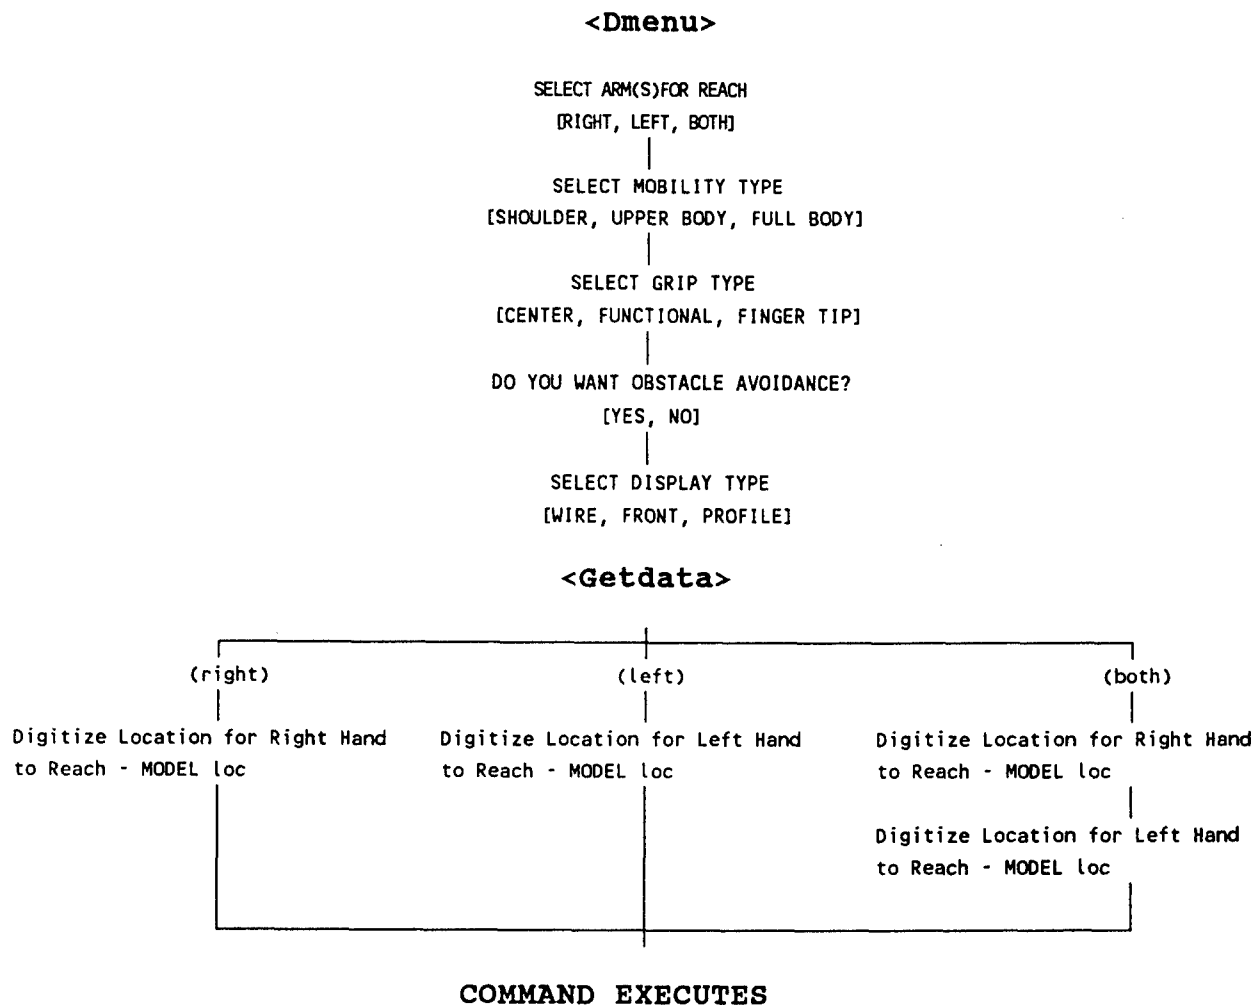 <Dmenu>
SELECT ARM(S)FOR REACH
[RIGHT, LEFT, BOTH]
SELECT MOBILITY TYPE
[SHOULDER, UPPER BODY, FULL BODY]
SELECT GRIP TYPE
[CENTER, FUNCTIONAL, FINGER TIP]
DO YOU WANT OBSTACLE AVOIDANCE?
[YES, NO]
SELECT DISPLAY TYPE
[WIRE, FRONT, PROFILE]
<Getdata>
(right)
Digitize Location for Right Hand
to Reach - MODEL loc
(left)
Digitize Location for Left Hand
to Reach - MODEL loc
(both)
Digitize Location for Right Hand
to Reach - MODEL loc
Digitize Location for Left Hand
to Reach - MODEL loc
COMMAND EXECUTES